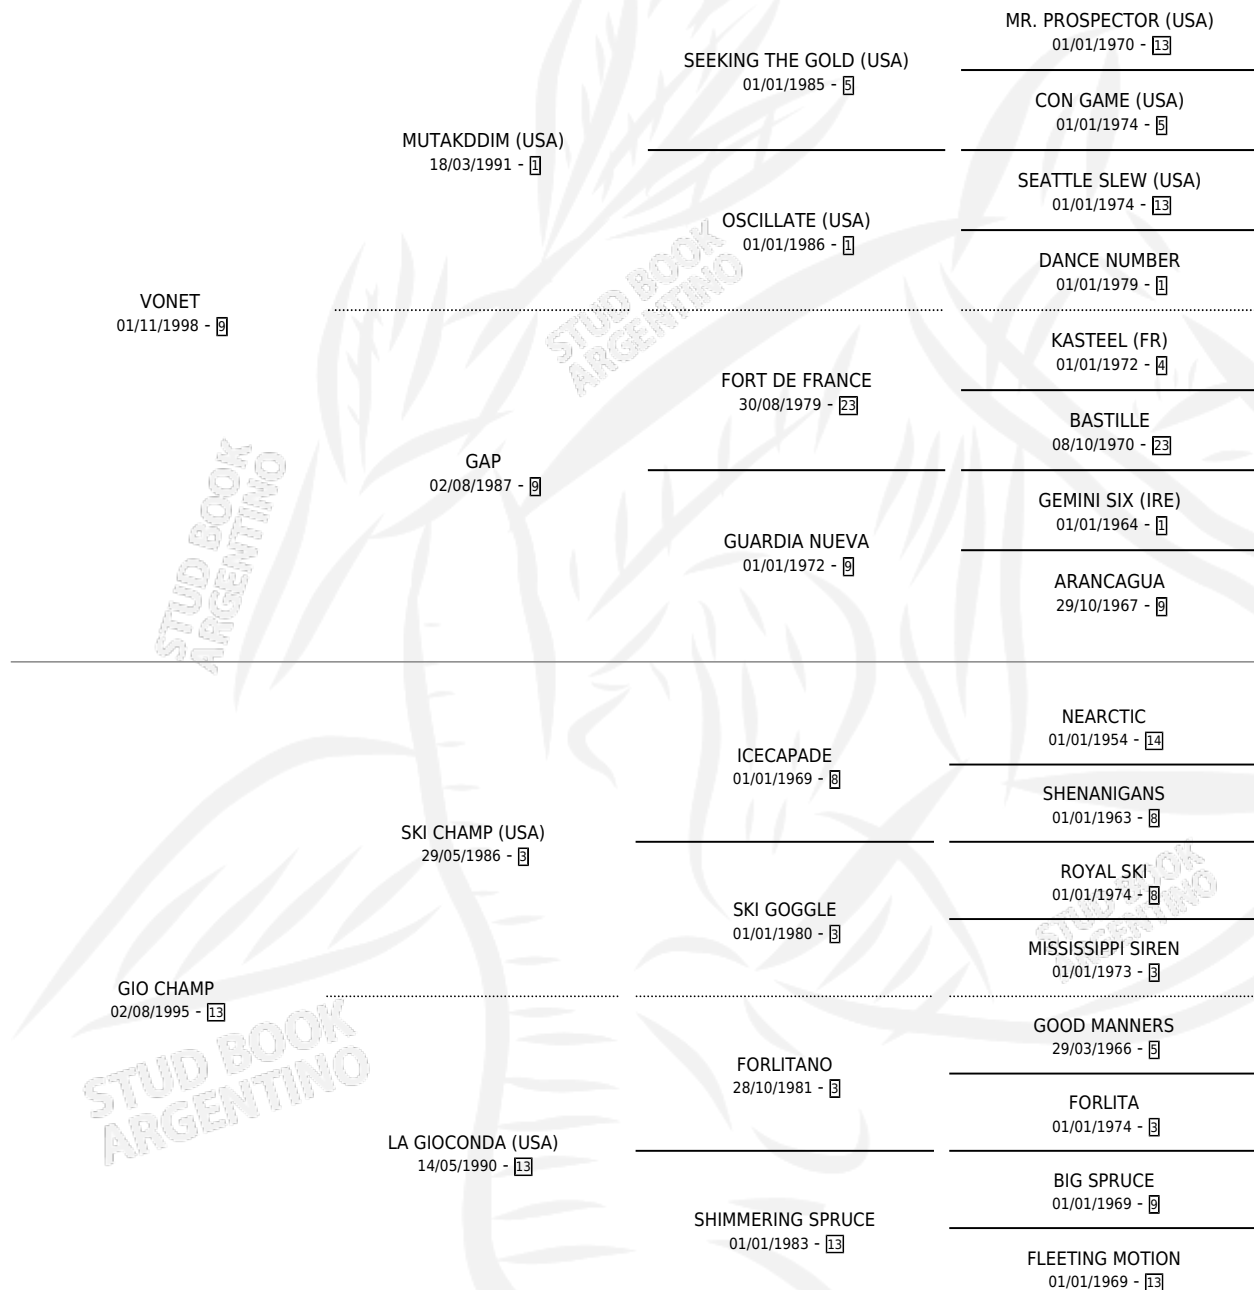 MR. PROSPECTOR (USA)
01/01/1970 - 13
SEEKING THE GOLD (USA)
01/01/1985 - 5
CON GAME (USA)
01/01/1974 - 5
MUTAKDDIM (USA)
18/03/1991 - 1
SEATTLE SLEW (USA)
01/01/1974 - 13
OSCILLATE (USA)
01/01/1986 - 1
DANCE NUMBER
01/01/1979 - 1
VONET
01/11/1998 - 9
KASTEEL (FR)
01/01/1972 - 4
FORT DE FRANCE
30/08/1979 - 23
BASTILLE
08/10/1970 - 23
GAP
02/08/1987 - 9
GEMINI SIX (IRE)
01/01/1964 - 1
GUARDIA NUEVA
01/01/1972 - 9
ARANCAGUA
29/10/1967 - 9
STUD BOOK
ARGENTINO
STUD BOOK
ARGENTINO
NEARCTIC
01/01/1954 - 14
ICECAPADE
01/01/1969 - 8
SHENANIGANS
01/01/1963 - 8
SKI CHAMP (USA)
29/05/1986 - 3
ROYAL SKI
01/01/1974 - 8
SKI GOGGLE
01/01/1980 - 3
MISSISSIPPI SIREN
01/01/1973 - 3
GIO CHAMP
02/08/1995 - 13
GOOD MANNERS
29/03/1966 - 5
FORLITANO
28/10/1981 - 3
FORLITA
01/01/1974 - 3
LA GIOCONDA (USA)
14/05/1990 - 13
BIG SPRUCE
01/01/1969 - 9
SHIMMERING SPRUCE
01/01/1983 - 13
FLEETING MOTION
01/01/1969 - 13
STUD BOOK
ARGENTINO
STUD BOOK
ARGENTINO